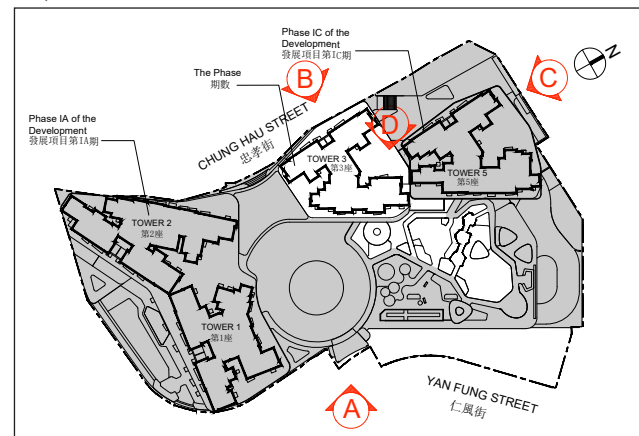 Phase IC of the
Development
發展項目第IC期
The Phase
期數
Phase IA of the
Development
發展項目第IA期
B
C
N
D
CHUNG HAU STREET
忠孝街
TOWER 3
第3座
TOWER 5
第5座
TOWER 2
第2座
TOWER 1
第1座
A
YAN FUNG STREET
仁風街